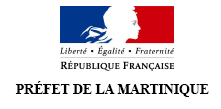 Liberté • Égalité • Fraternité
RÉPUBLIQUE FRANÇAISE
PRÉFET DE LA MARTINIQUE